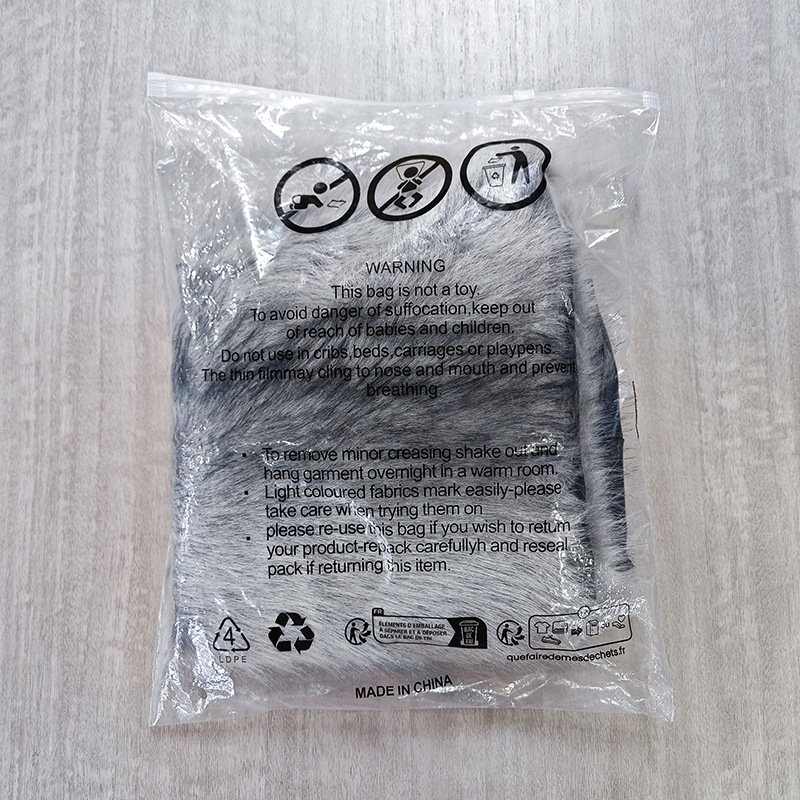 WARNING
This bag is not a toy.
To avoid danger of suffocation,keep out
of reach of babies and children.
Do not use in cribs,beds,carriages or playpens.
The thin filmmay cling to nose and mouth and prevent
breathing.
• To remove minor creasing shake out and
hang garment overnight in a warm room.
• Light coloured fabrics mark easily-please
take care when trying them on
please re-use this bag if you wish to return
• your product-repack carefullyh and reseal
pack if returning this item.
4
LDPE
FR
ÉLÉMENTS D'EMBALLAGE
À SÉPARER ET À DÉPOSER
DANS LE BAC DE TRI
BAC DE TRI
OU
quefairedemesdechets.fr
MADE IN CHINA